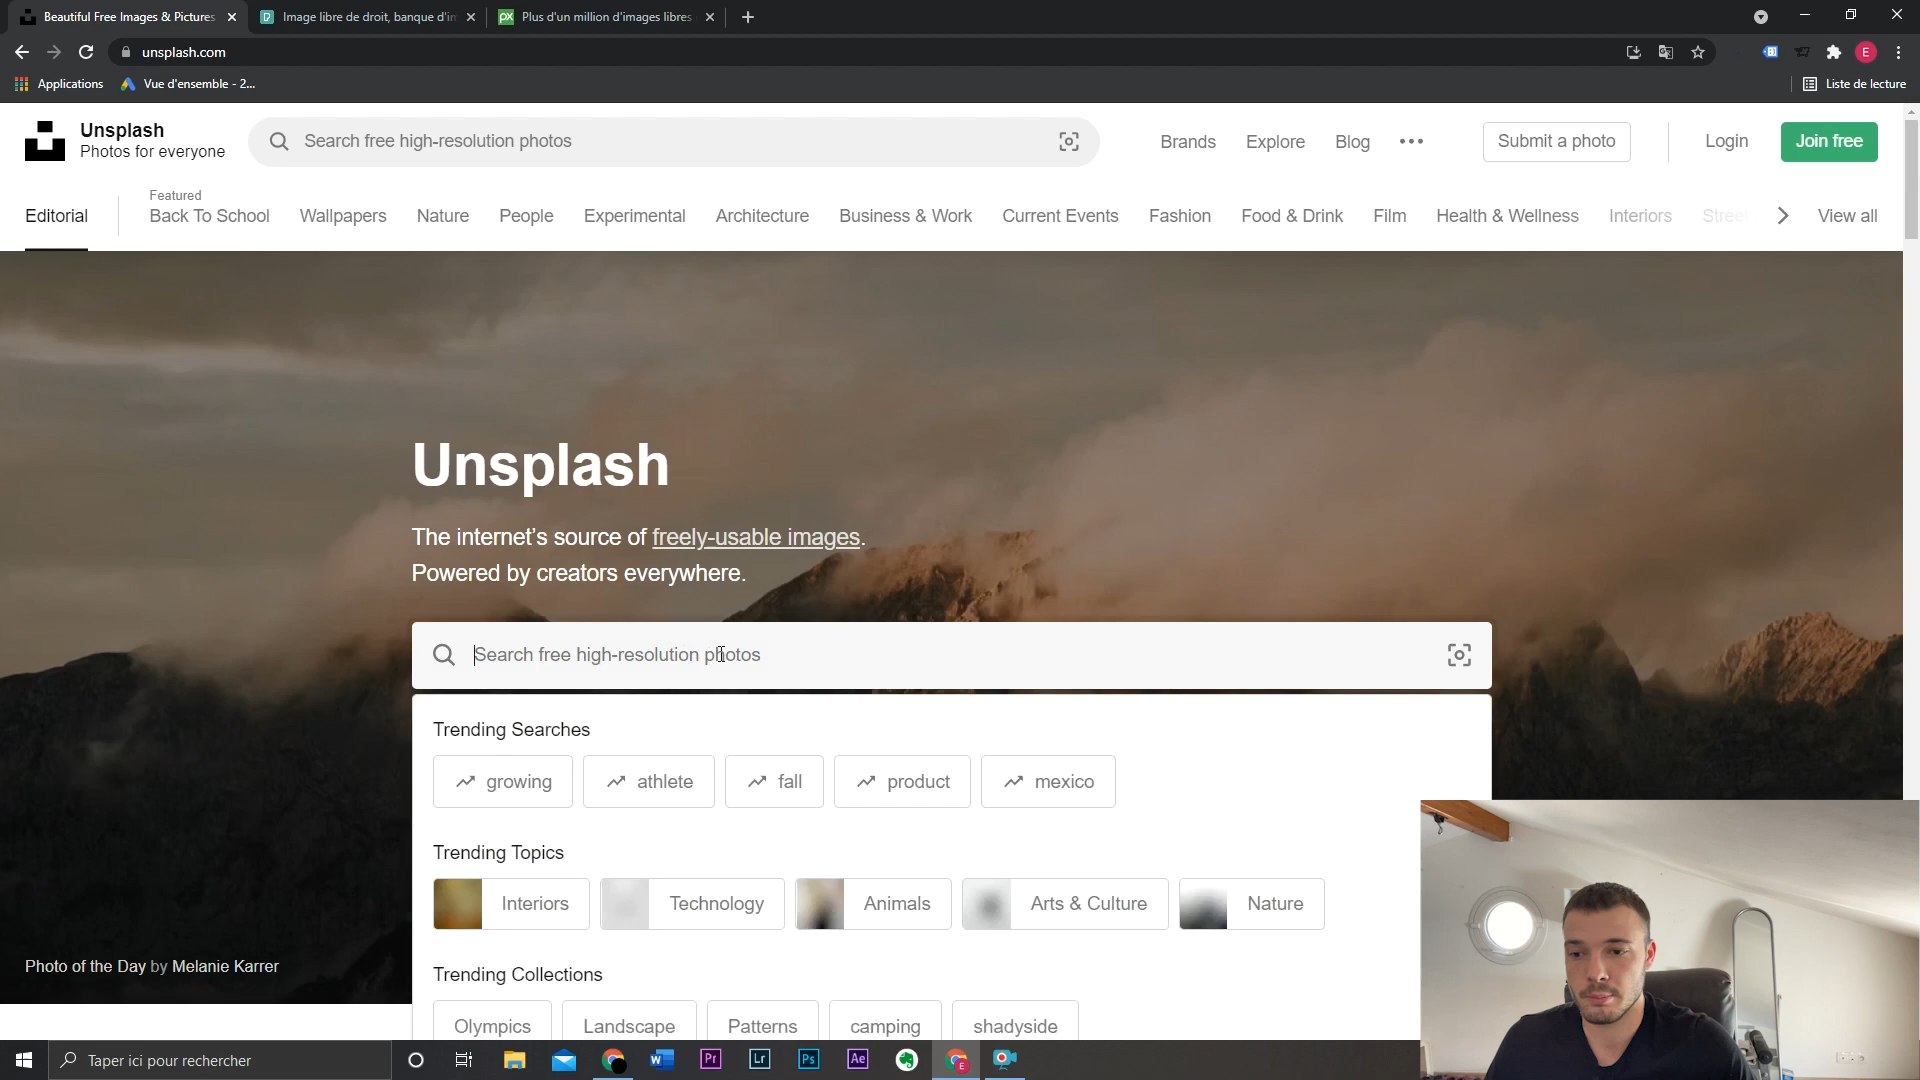 Beautiful Free Images & Pictures
Image libre de droit, banque d'im
Plus d'un million d'images libres
unsplash.com
Applications
Vue d'ensemble - 2...
Liste de lecture
Unsplash
Photos for everyone
Search free high-resolution photos
Brands
Explore
Blog
Submit a photo
Login
Join free
Editorial
Featured
Back To School
Wallpapers
Nature
People
Experimental
Architecture
Business & Work
Current Events
Fashion
Food & Drink
Film
Health & Wellness
Interiors
Street
View all
Unsplash
The internet's source of freely-usable images.
Powered by creators everywhere.
Search free high-resolution photos
Trending Searches
growing
athlete
fall
product
mexico
Trending Topics
Interiors
Technology
Animals
Arts & Culture
Nature
Photo of the Day by Melanie Karrer
Trending Collections
Olympics
Landscape
Patterns
camping
shadyside
Taper ici pour rechercher